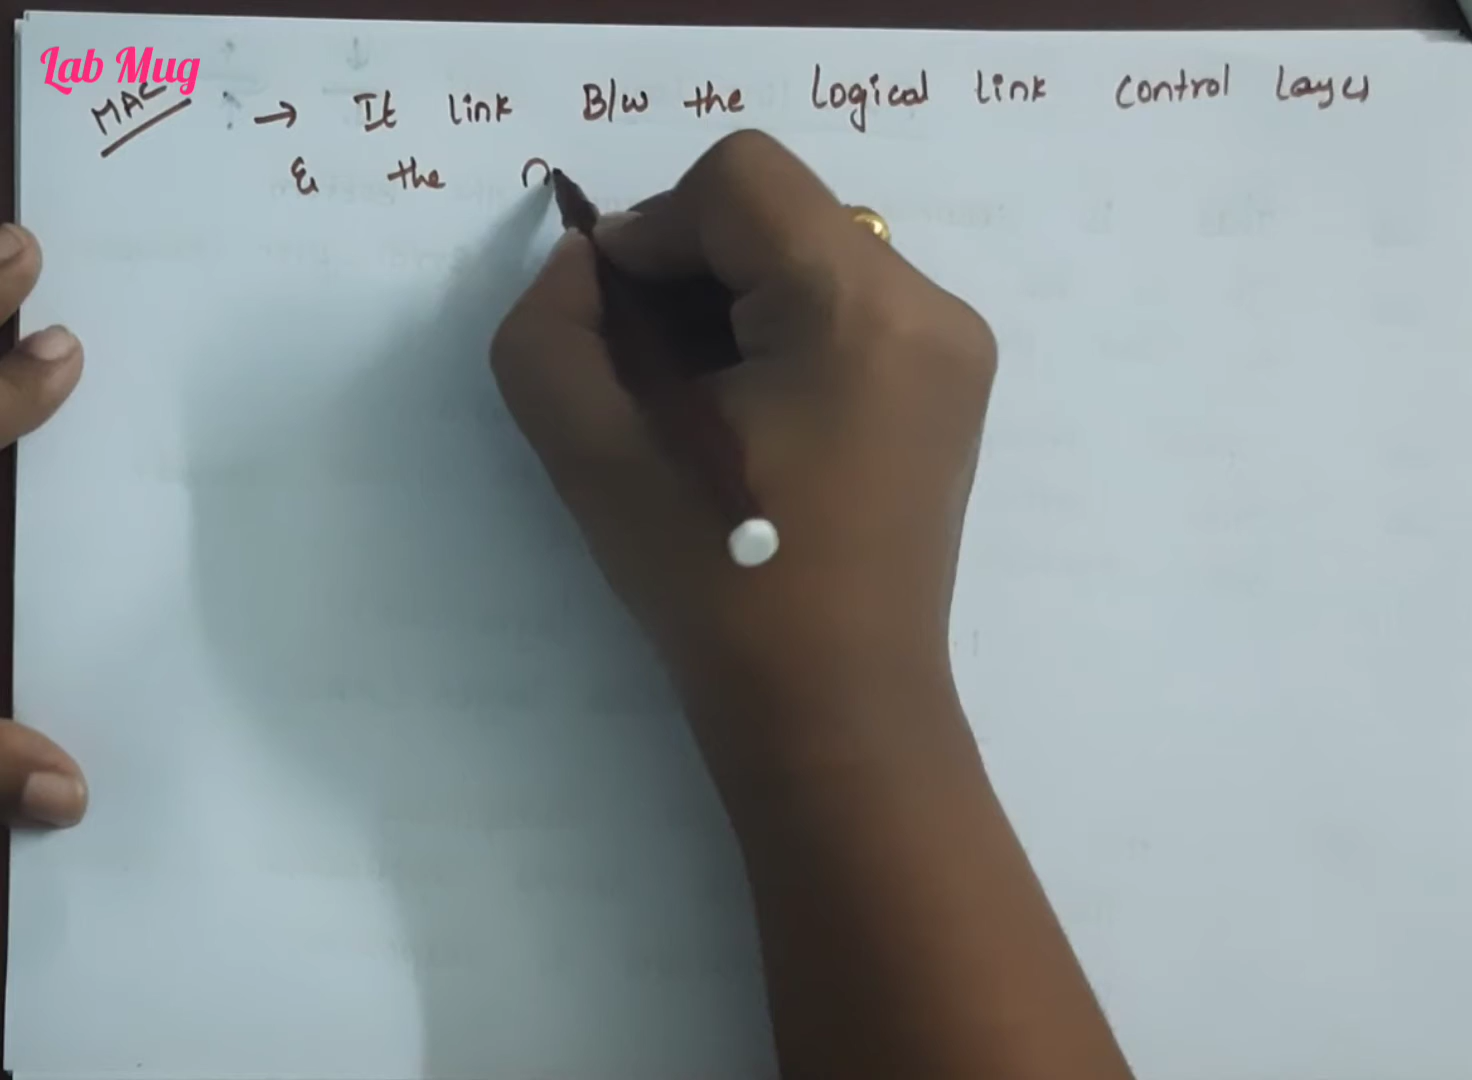 Lab Mug
MAC : → It link B/w the Logical Link control Layer
& the